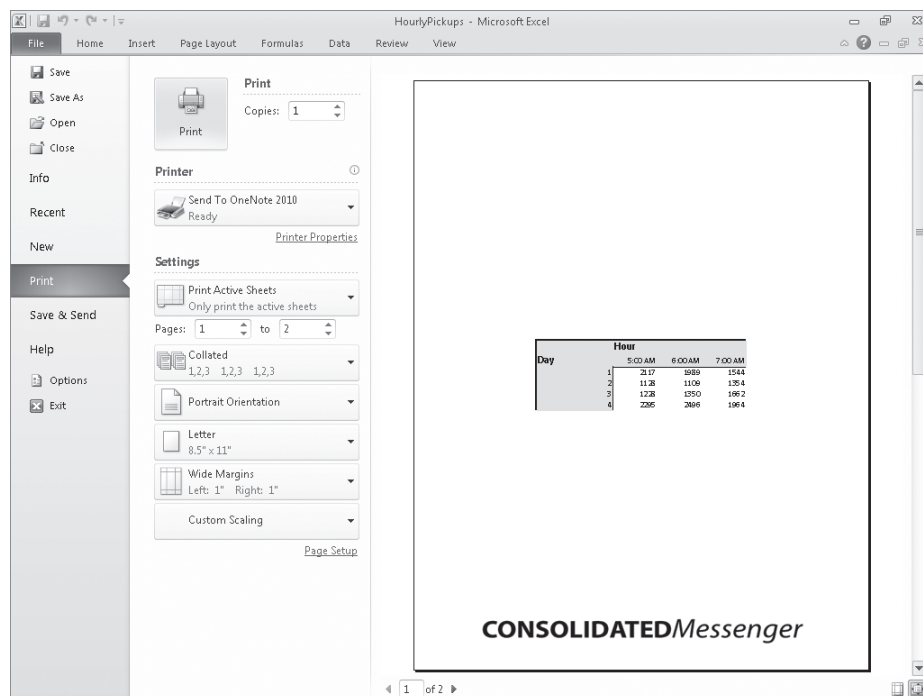 HourlyPickups - Microsoft Excel
File Home Insert Page Layout Formulas Data Review View
Save
Save As
Open
Close
Info
Recent
New
Print
Save & Send
Help
Options
Exit
Print
Print
Copies: 1
Printer
Send To OneNote 2010
Ready
Printer Properties
Settings
Print Active Sheets
Only print the active sheets
Pages: 1 to 2
Collated
1,2,3 1,2,3 1,2,3
Portrait Orientation
Letter
8.5" x 11"
Wide Margins
Left: 1" Right: 1"
Custom Scaling
Page Setup
Hour
Day 5:00 AM 6:00 AM 7:00 AM
1 2117 1989 1544
2 1128 1109 1354
3 1228 1350 1662
4 2295 2496 1964
CONSOLIDATEDMessenger
1 of 2